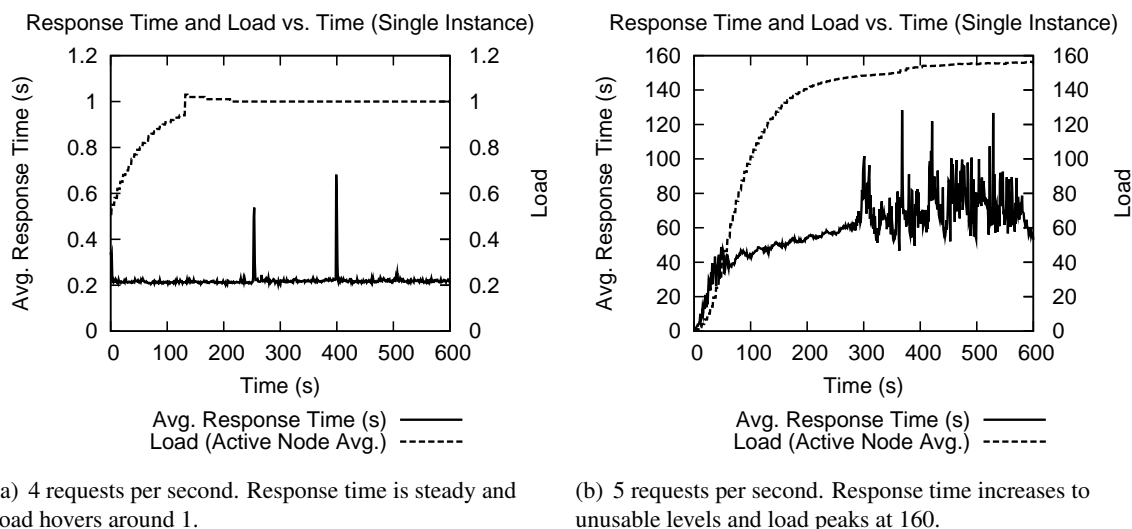 Response Time and Load vs. Time (Single Instance)
Avg. Response Time (s)
1.2
1
0.8
0.6
0.4
0.2
0
1.2
1
0.8
0.6
0.4
0.2
0
Load
0 100 200 300 400 500 600
Time (s)
Avg. Response Time (s)
Load (Active Node Avg.)
a) 4 requests per second. Response time is steady and
oad hovers around 1.
Response Time and Load vs. Time (Single Instance)
Avg. Response Time (s)
160
140
120
100
80
60
40
20
0
160
140
120
100
80
60
40
20
0
Load
0 100 200 300 400 500 600
Time (s)
Avg. Response Time (s)
Load (Active Node Avg.)
(b) 5 requests per second. Response time increases to
unusable levels and load peaks at 160.